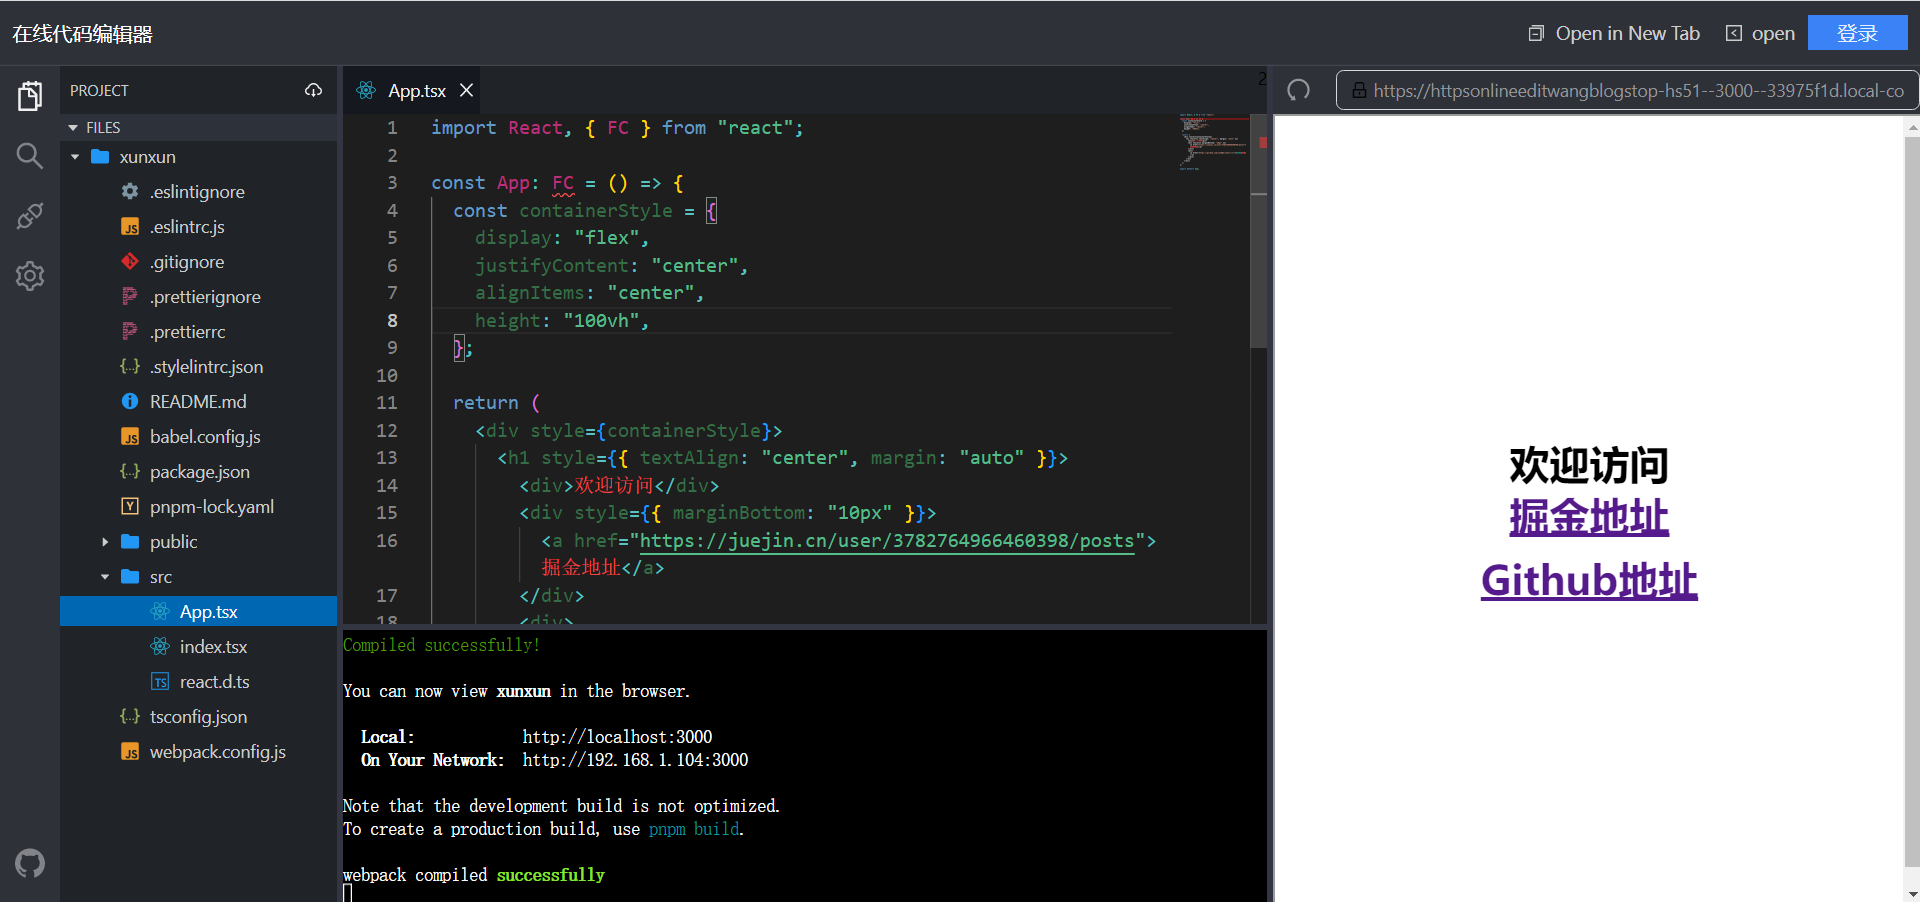 在线代码编辑器
Open in New Tab
open
登录
PROJECT
FILES
xunxun
.eslintignore
.eslintrc.js
.gitignore
.prettierignore
.prettierrc
.stylelintrc.json
README.md
babel.config.js
package.json
pnpm-lock.yaml
public
src
App.tsx
index.tsx
react.d.ts
tsconfig.json
webpack.config.js
App.tsx
2
1 import React, { FC } from "react";
2
3 const App: FC = () => {
4 const containerStyle = {
5 display: "flex",
6 justifyContent: "center",
7 alignItems: "center",
8 height: "100vh",
9 };
10
11 return (
12 <div style={containerStyle}>
13 <h1 style={{ textAlign: "center", margin: "auto" }}>
14 <div>欢迎访问</div>
15 <div style={{ marginBottom: "10px" }}>
16 <a href="https://juejin.cn/user/3782764966460398/posts">
掘金地址</a>
17 </div>
18 <div>
Compiled successfully!
You can now view xunxun in the browser.
Local: http://localhost:3000
On Your Network: http://192.168.1.104:3000
Note that the development build is not optimized.
To create a production build, use pnpm build.
webpack compiled successfully
https://httpsonlineeditwangblogstop-hs51--3000--33975f1d.local-co
欢迎访问
掘金地址
Github地址